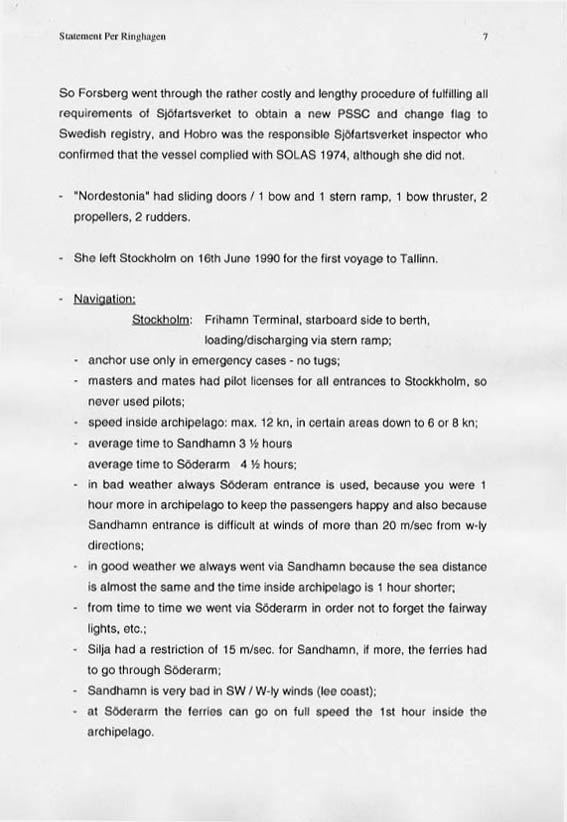 Statement Per Ringhagen 7
So Forsberg went through the rather costly and lengthy procedure of fulfilling all
requirements of Sjöfartsverket to obtain a new PSSC and change flag to
Swedish registry, and Hobro was the responsible Sjöfartsverket inspector who
confirmed that the vessel complied with SOLAS 1974, although she did not.
- "Nordestonia" had sliding doors / 1 bow and 1 stern ramp, 1 bow thruster, 2
propellers, 2 rudders.
- She left Stockholm on 16th June 1990 for the first voyage to Tallinn.
- Navigation:
Stockholm: Frihamn Terminal, starboard side to berth,
loading/discharging via stern ramp;
- anchor use only in emergency cases - no tugs;
- masters and mates had pilot licenses for all entrances to Stockkholm, so
never used pilots;
- speed inside archipelago: max. 12 kn, in certain areas down to 6 or 8 kn;
- average time to Sandhamn 3 ½ hours
average time to Söderarm 4 ½ hours;
- in bad weather always Söderam entrance is used, because you were 1
hour more in archipelago to keep the passengers happy and also because
Sandhamn entrance is difficult at winds of more than 20 m/sec from w-ly
directions;
- in good weather we always went via Sandhamn because the sea distance
is almost the same and the time inside archipelago is 1 hour shorter;
- from time to time we went via Söderarm in order not to forget the fairway
lights, etc.;
- Silja had a restriction of 15 m/sec. for Sandhamn, if more, the ferries had
to go through Söderarm;
- Sandhamn is very bad in SW / W-ly winds (lee coast);
- at Söderarm the ferries can go on full speed the 1st hour inside the
archipelago.